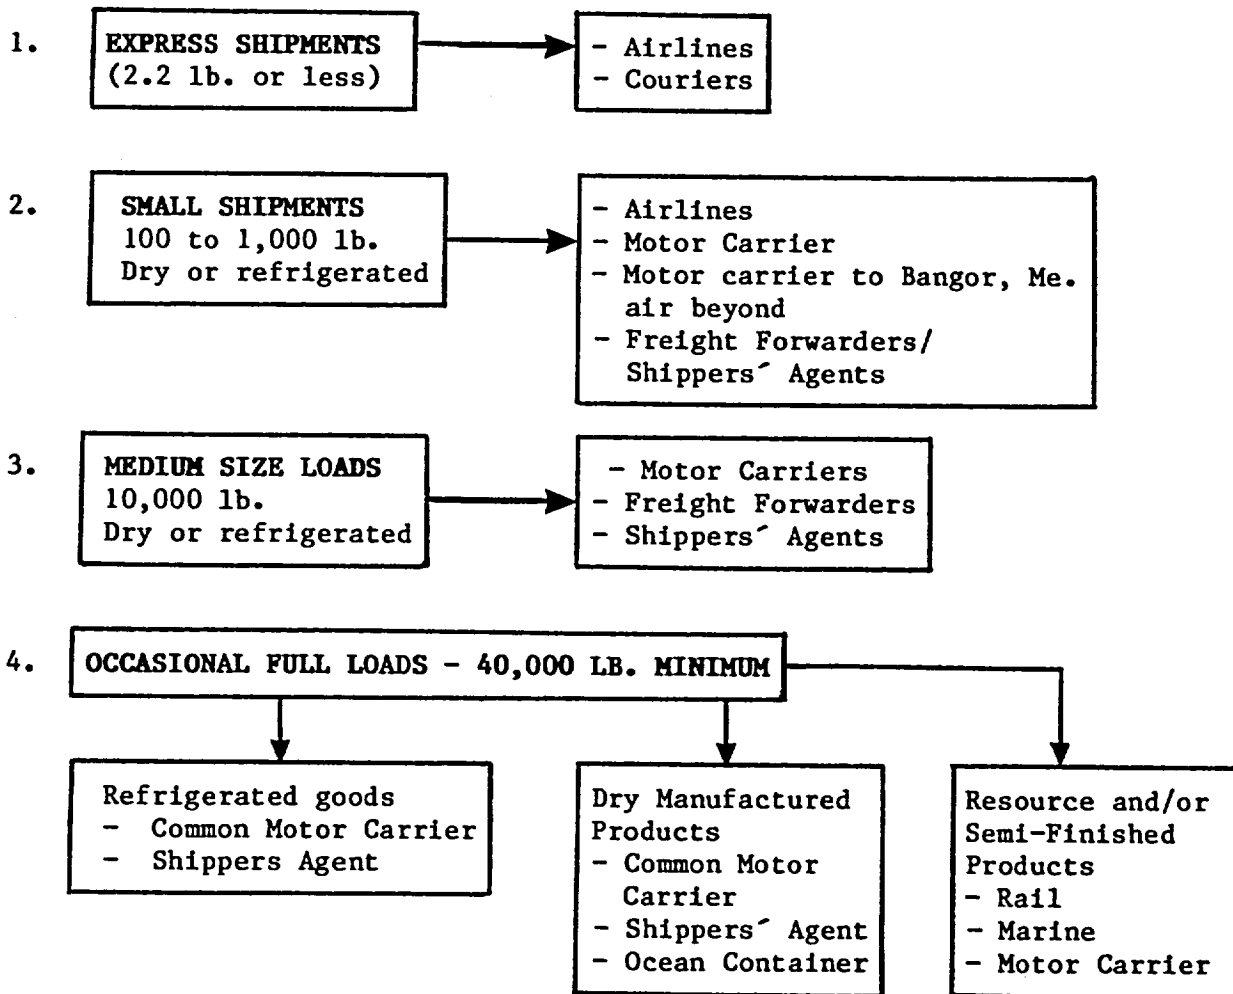 1. EXPRESS SHIPMENTS
(2.2 lb. or less)
- Airlines
- Couriers
2. SMALL SHIPMENTS
100 to 1,000 lb.
Dry or refrigerated
- Airlines
- Motor Carrier
- Motor carrier to Bangor, Me.
air beyond
- Freight Forwarders/
Shippers´ Agents
3. MEDIUM SIZE LOADS
10,000 lb.
Dry or refrigerated
- Motor Carriers
- Freight Forwarders
- Shippers´ Agents
4. OCCASIONAL FULL LOADS - 40,000 LB. MINIMUM
Refrigerated goods
- Common Motor Carrier
- Shippers Agent
Dry Manufactured
Products
- Common Motor
Carrier
- Shippers´ Agent
- Ocean Container
Resource and/or
Semi-Finished
Products
- Rail
- Marine
- Motor Carrier